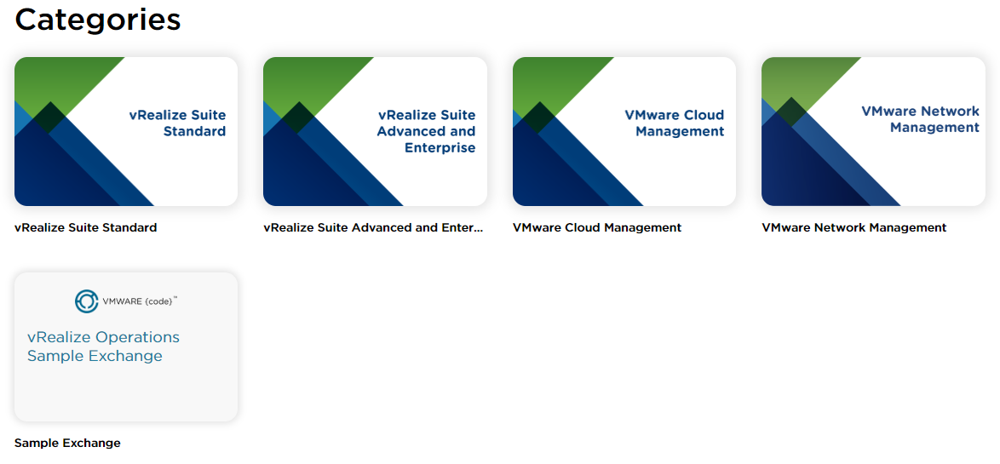 Categories
vRealize Suite
Standard
vRealize Suite
Advanced and
Enterprise
VMware Cloud
Management
VMware Network
Management
vRealize Suite Standard
vRealize Suite Advanced and Enter...
VMware Cloud Management
VMware Network Management
VMWARE {code}™
vRealize Operations
Sample Exchange
Sample Exchange